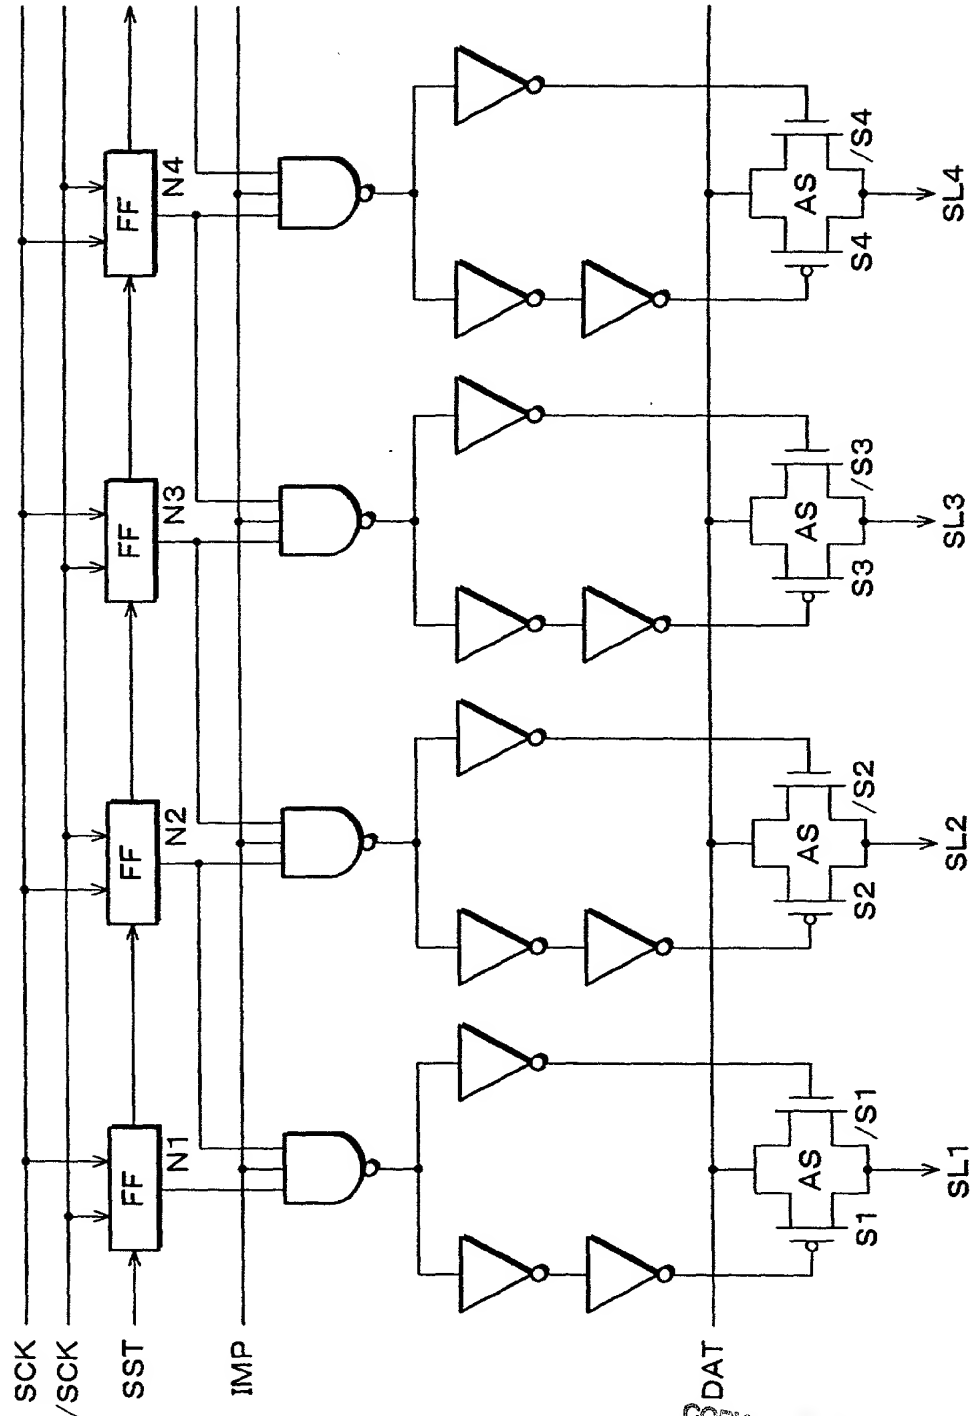 SCK
/SCK
SST
IMP
DAT
FF
FF
FF
FF
N1
N2
N3
N4
AS
AS
AS
AS
S1
/S1
S2
/S2
S3
/S3
S4
/S4
SL1
SL2
SL3
SL4